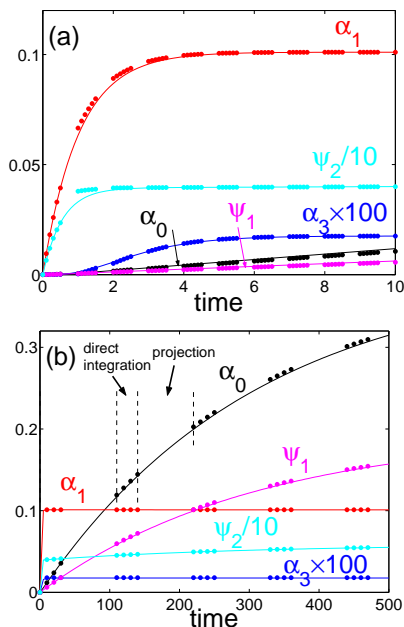 (a)
α₁
ψ₂/10
α₀
ψ₁
α₃×100
0.1
0.05
0
0
2
4
6
8
10
time
(b)
direct
integration
projection
α₀
ψ₁
α₁
ψ₂/10
α₃×100
0.3
0.2
0.1
0.00
0
100
200
300
400
500
time